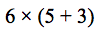 6 × (5 + 3)